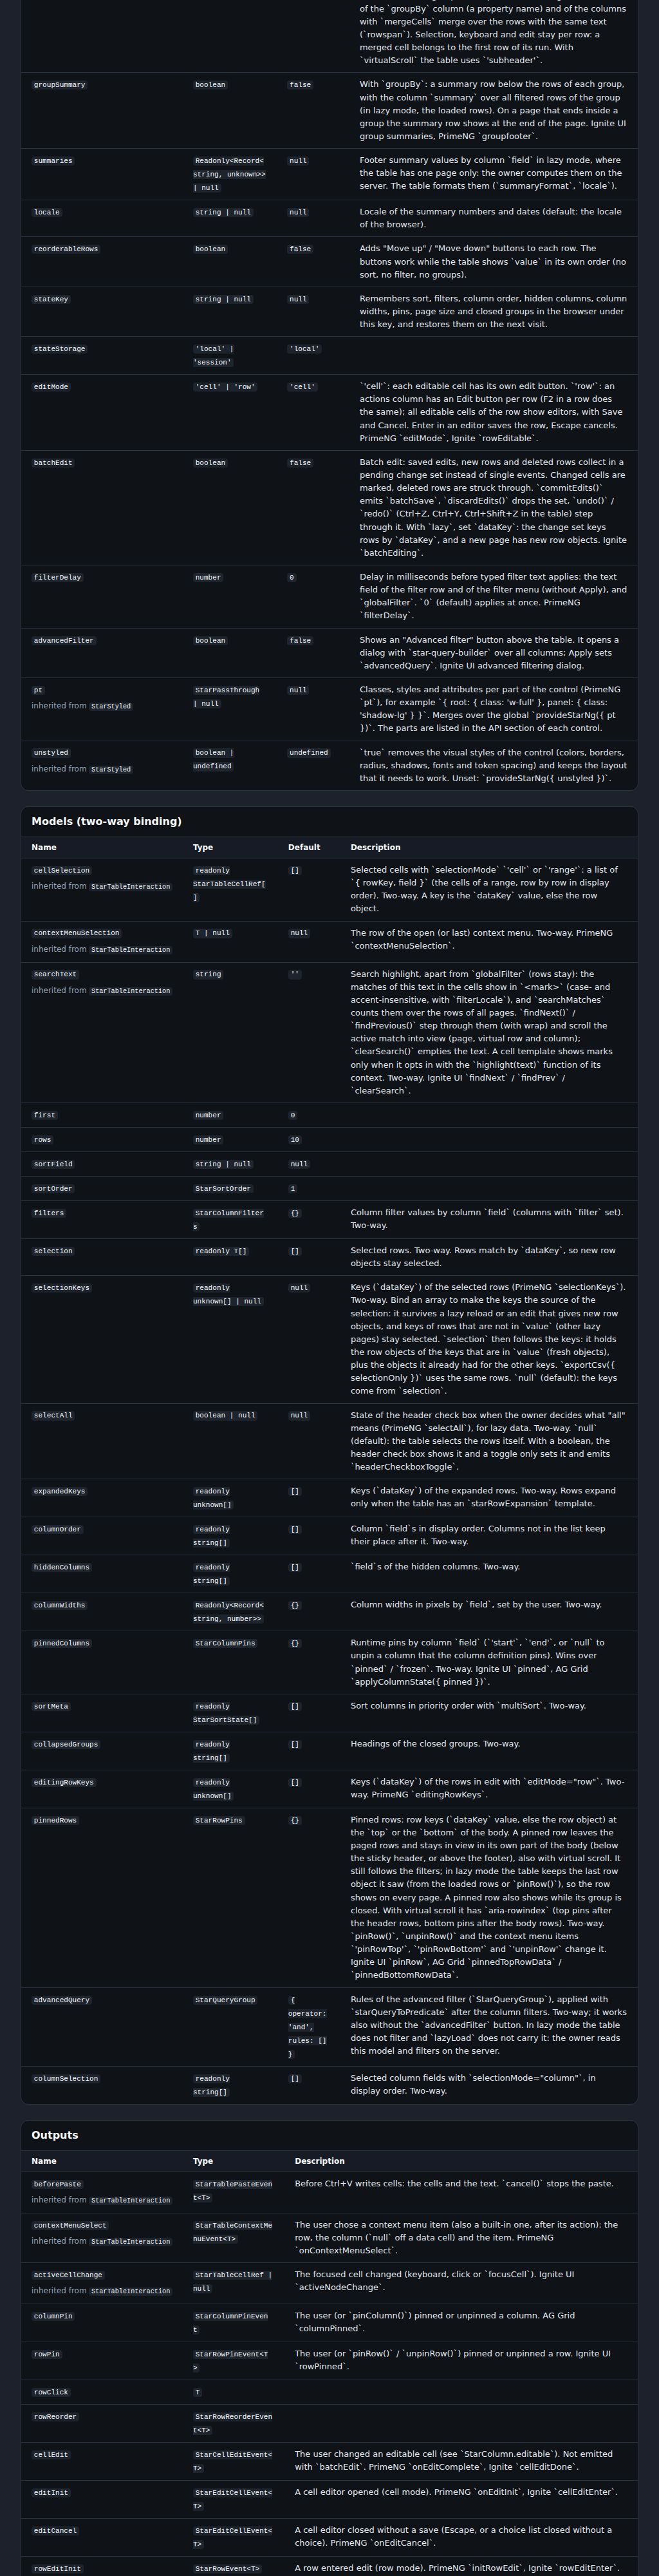 of the `groupBy` column (a property name) and of the columns
with `mergeCells` merge over the rows with the same text
(`rowspan`). Selection, keyboard and edit stay per row: a
merged cell belongs to the first row of its run. With
`virtualScroll` the table uses `'subheader'`.
groupSummary boolean false With `groupBy`: a summary row below the rows of each group,
with the column `summary` over all filtered rows of the group
(in lazy mode, the loaded rows). On a page that ends inside a
group the summary row shows at the end of the page. Ignite UI
group summaries, PrimeNG `groupfooter`.
summaries Readonly<Record< null Footer summary values by column `field` in lazy mode, where
string, unknown>> the table has one page only: the owner computes them on the
| null server. The table formats them (`summaryFormat`, `locale`).
locale string | null null Locale of the summary numbers and dates (default: the locale
of the browser).
reorderableRows boolean false Adds "Move up" / "Move down" buttons to each row. The
buttons work while the table shows `value` in its own order (no
sort, no filter, no groups).
stateKey string | null null Remembers sort, filters, column order, hidden columns, column
widths, pins, page size and closed groups in the browser under
this key, and restores them on the next visit.
stateStorage 'local' | 'local'
'session'
editMode 'cell' | 'row' 'cell' `'cell'`: each editable cell has its own edit button. `'row'`: an
actions column has an Edit button per row (F2 in a row does
the same); all editable cells of the row show editors, with Save
and Cancel. Enter in an editor saves the row, Escape cancels.
PrimeNG `editMode`, Ignite `rowEditable`.
batchEdit boolean false Batch edit: saved edits, new rows and deleted rows collect in a
pending change set instead of single events. Changed cells are
marked, deleted rows are struck through. `commitEdits()`
emits `batchSave`, `discardEdits()` drops the set, `undo()` /
`redo()` (Ctrl+Z, Ctrl+Y, Ctrl+Shift+Z in the table) step
through it. With `lazy`, set `dataKey`: the change set keys
rows by `dataKey`, and a new page has new row objects. Ignite
`batchEditing`.
filterDelay number 0 Delay in milliseconds before typed filter text applies: the text
field of the filter row and of the filter menu (without Apply), and
`globalFilter`. `0` (default) applies at once. PrimeNG
`filterDelay`.
advancedFilter boolean false Shows an "Advanced filter" button above the table. It opens a
dialog with `star-query-builder` over all columns; Apply sets
`advancedQuery`. Ignite UI advanced filtering dialog.
pt StarPassThrough null Classes, styles and attributes per part of the control (PrimeNG
inherited from StarStyled | null `pt`), for example `{ root: { class: 'w-full' }, panel: { class:
'shadow-lg' } }`. Merges over the global `provideStarNg({ pt
})`. The parts are listed in the API section of each control.
unstyled boolean | undefined `true` removes the visual styles of the control (colors, borders,
inherited from StarStyled undefined radius, shadows, fonts and token spacing) and keeps the layout
that it needs to work. Unset: `provideStarNg({ unstyled })`.
Models (two-way binding)
Name Type Default Description
cellSelection readonly [] Selected cells with `selectionMode` `'cell'` or `'range'`: a list of
inherited from StarTableInteraction StarTableCellRef[ `{ rowKey, field }` (the cells of a range, row by row in display
] order). Two-way. A key is the `dataKey` value, else the row
object.
contextMenuSelection T | null null The row of the open (or last) context menu. Two-way. PrimeNG
inherited from StarTableInteraction `contextMenuSelection`.
searchText string '' Search highlight, apart from `globalFilter` (rows stay): the
inherited from StarTableInteraction matches of this text in the cells show in `<mark>` (case- and
accent-insensitive, with `filterLocale`), and `searchMatches`
counts them over the rows of all pages. `findNext()` /
`findPrevious()` step through them (with wrap) and scroll the
active match into view (page, virtual row and column);
`clearSearch()` empties the text. A cell template shows marks
only when it opts in with the `highlight(text)` function of its
context. Two-way. Ignite UI `findNext` / `findPrev` /
`clearSearch`.
first number 0
rows number 10
sortField string | null null
sortOrder StarSortOrder 1
filters StarColumnFilter {} Column filter values by column `field` (columns with `filter` set).
s Two-way.
selection readonly T[] [] Selected rows. Two-way. Rows match by `dataKey`, so new row
objects stay selected.
selectionKeys readonly null Keys (`dataKey`) of the selected rows (PrimeNG `selectionKeys`).
unknown[] | null Two-way. Bind an array to make the keys the source of the
selection: it survives a lazy reload or an edit that gives new row
objects, and keys of rows that are not in `value` (other lazy
pages) stay selected. `selection` then follows the keys: it holds
the row objects of the keys that are in `value` (fresh objects),
plus the objects it already had for the other keys. `exportCsv({
selectionOnly })` uses the same rows. `null` (default): the keys
come from `selection`.
selectAll boolean | null null State of the header check box when the owner decides what "all"
means (PrimeNG `selectAll`), for lazy data. Two-way. `null`
(default): the table selects the rows itself. With a boolean, the
header check box shows it and a toggle only sets it and emits
`headerCheckboxToggle`.
expandedKeys readonly [] Keys (`dataKey`) of the expanded rows. Two-way. Rows expand
unknown[] only when the table has an `starRowExpansion` template.
columnOrder readonly [] Column `field`s in display order. Columns not in the list keep
string[] their place after it. Two-way.
hiddenColumns readonly [] `field`s of the hidden columns. Two-way.
string[]
columnWidths Readonly<Record< {} Column widths in pixels by `field`, set by the user. Two-way.
string, number>>
pinnedColumns StarColumnPins {} Runtime pins by column `field` (`'start'`, `'end'`, or `null` to
unpin a column that the column definition pins). Wins over
`pinned` / `frozen`. Two-way. Ignite UI `pinned`, AG Grid
`applyColumnState({ pinned })`.
sortMeta readonly [] Sort columns in priority order with `multiSort`. Two-way.
StarSortState[]
collapsedGroups readonly [] Headings of the closed groups. Two-way.
string[]
editingRowKeys readonly [] Keys (`dataKey`) of the rows in edit with `editMode="row"`. Two-
unknown[] way. PrimeNG `editingRowKeys`.
pinnedRows StarRowPins {} Pinned rows: row keys (`dataKey` value, else the row object) at
the `top` or the `bottom` of the body. A pinned row leaves the
paged rows and stays in view in its own part of the body (below
the sticky header, or above the footer), also with virtual scroll. It
still follows the filters; in lazy mode the table keeps the last row
object it saw (from the loaded rows or `pinRow()`), so the row
shows on every page. A pinned row also shows while its group is
closed. With virtual scroll it has `aria-rowindex` (top pins after
the header rows, bottom pins after the body rows). Two-way.
`pinRow()`, `unpinRow()` and the context menu items
`'pinRowTop'`, `'pinRowBottom'` and `'unpinRow'` change it.
Ignite UI `pinRow`, AG Grid `pinnedTopRowData` /
`pinnedBottomRowData`.
advancedQuery StarQueryGroup { Rules of the advanced filter (`StarQueryGroup`), applied with
operator: `starQueryToPredicate` after the column filters. Two-way; it works
'and', also without the `advancedFilter` button. In lazy mode the table
rules: [] does not filter and `lazyLoad` does not carry it: the owner reads
} this model and filters on the server.
columnSelection readonly [] Selected column fields with `selectionMode="column"`, in
string[] display order. Two-way.
Outputs
Name Type Description
beforePaste StarTablePasteEven Before Ctrl+V writes cells: the cells and the text. `cancel()` stops the paste.
inherited from StarTableInteraction t<T>
contextMenuSelect StarTableContextMe The user chose a context menu item (also a built-in one, after its action): the
inherited from StarTableInteraction nuEvent<T> row, the column (`null` off a data cell) and the item. PrimeNG
`onContextMenuSelect`.
activeCellChange StarTableCellRef | The focused cell changed (keyboard, click or `focusCell`). Ignite UI
inherited from StarTableInteraction null `activeNodeChange`.
columnPin StarColumnPinEven The user (or `pinColumn()`) pinned or unpinned a column. AG Grid
t `columnPinned`.
rowPin StarRowPinEvent<T The user (or `pinRow()` / `unpinRow()`) pinned or unpinned a row. Ignite UI
> `rowPinned`.
rowClick T
rowReorder StarRowReorderEven
t<T>
cellEdit StarCellEditEvent< The user changed an editable cell (see `StarColumn.editable`). Not emitted
T> with `batchEdit`. PrimeNG `onEditComplete`, Ignite `cellEditDone`.
editInit StarEditCellEvent< A cell editor opened (cell mode). PrimeNG `onEditInit`, Ignite `cellEditEnter`.
T>
editCancel StarEditCellEvent< A cell editor closed without a save (Escape, or a choice list closed without a
T> choice). PrimeNG `onEditCancel`.
rowEditInit StarRowEvent<T> A row entered edit (row mode). PrimeNG `initRowEdit`, Ignite `rowEditEnter`.